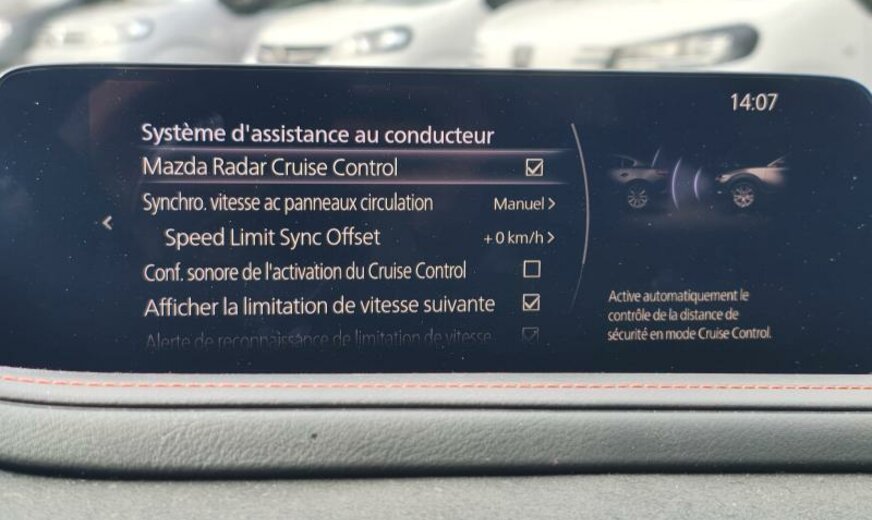 14:07
Système d'assistance au conducteur
Mazda Radar Cruise Control
Synchro. vitesse ac panneaux circulation Manuel >
Speed Limit Sync Offset +0 km/h >
Conf. sonore de l'activation du Cruise Control
Afficher la limitation de vitesse suivante
Alerte de reconnaissance de limitation de vitesse
Active automatiquement le
contrôle de la distance de
sécurité en mode Cruise Control.